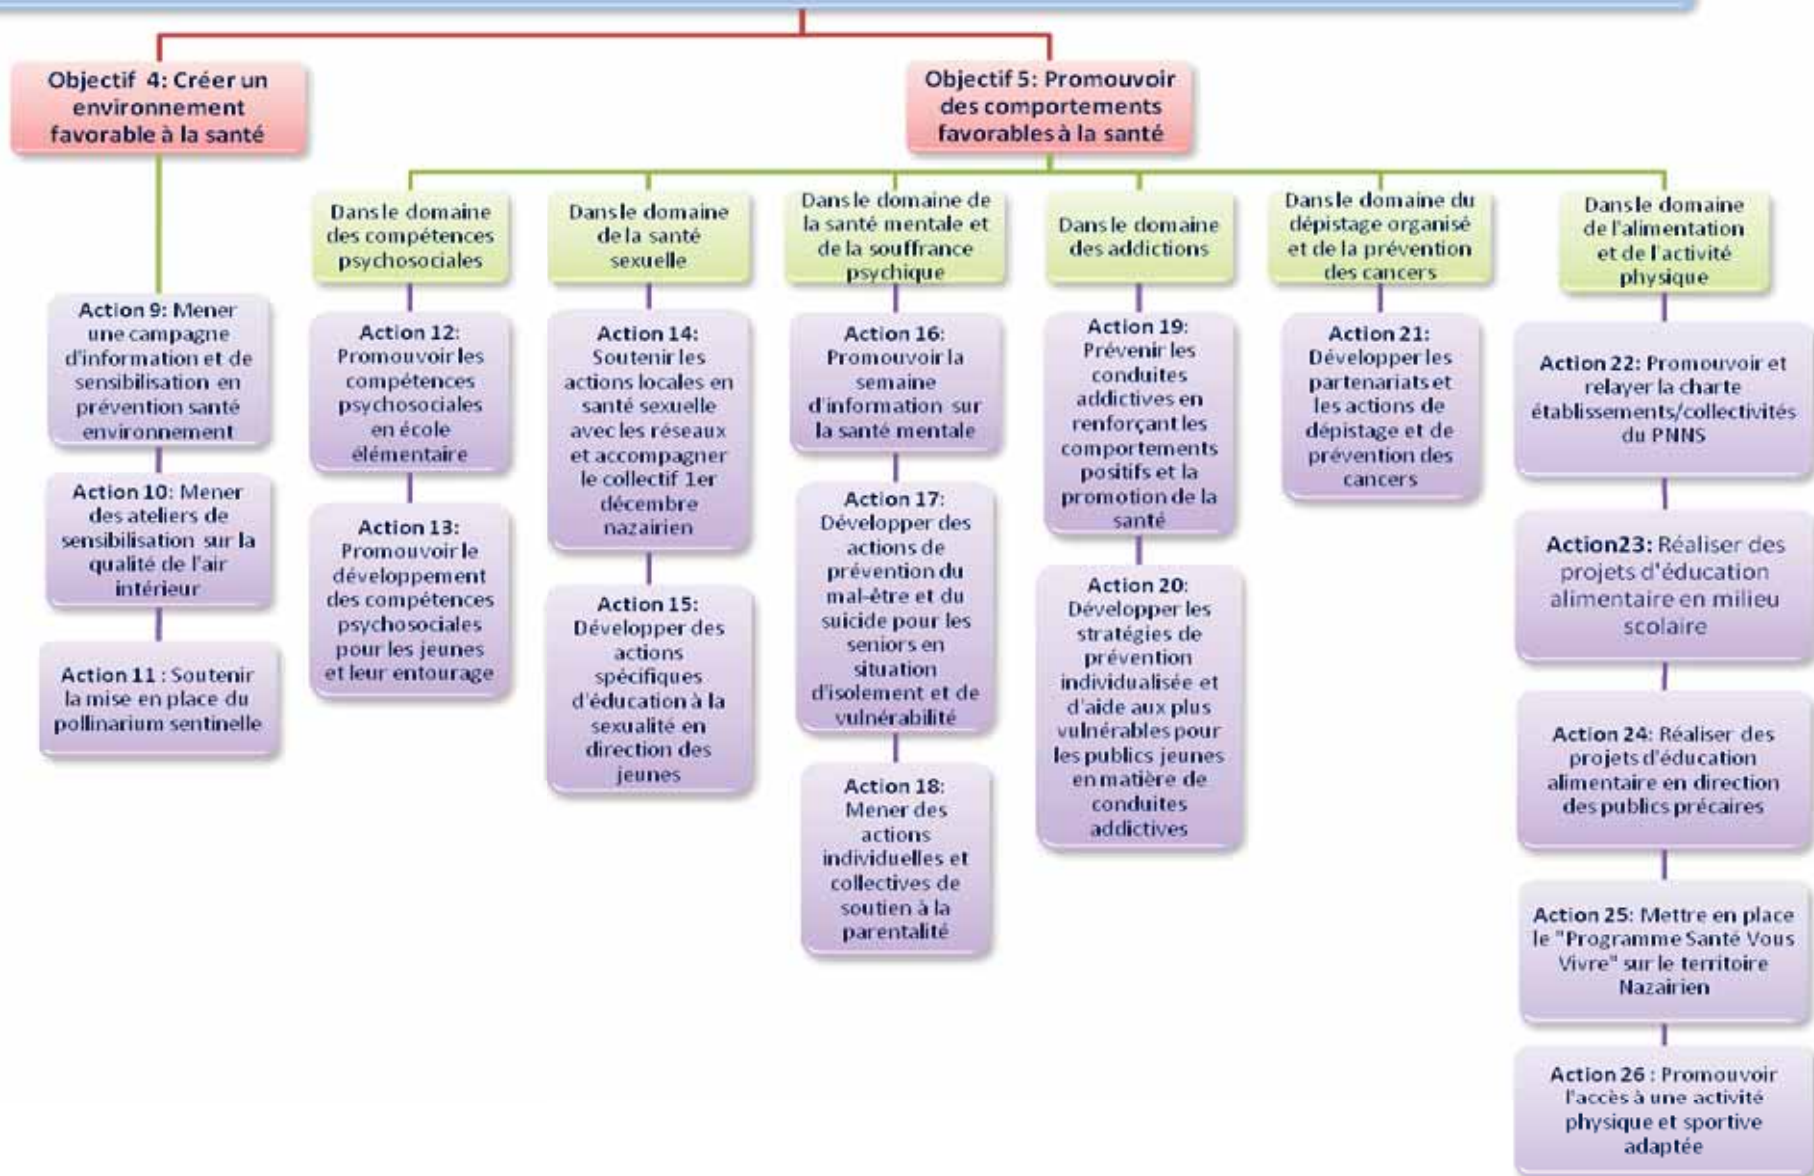 Objectif 4: Créer un
environnement
favorable à la santé
Action 9: Mener
une campagne
d'information et de
sensibilisation en
prévention santé
environnement
Action 10: Mener
des ateliers de
sensibilisation sur la
qualité de l'air
intérieur
Action 11 : Soutenir
la mise en place du
pollinarium sentinelle
Objectif 5: Promouvoir
des comportements
favorables à la santé
Dans le domaine
des compétences
psychosociales
Action 12:
Promouvoir les
compétences
psychosociales
en école
élémentaire
Action 13:
Promouvoir le
développement
des compétences
psychosociales
pour les jeunes
et leur entourage
Dans le domaine
de la santé
sexuelle
Action 14:
Soutenir les
actions locales en
santé sexuelle
avec les réseaux
et accompagner
le collectif 1er
décembre
nazairien
Action 15:
Développer des
actions
spécifiques
d'éducation à la
sexualité en
direction des
jeunes
Dans le domaine de
la santé mentale et
de la souffrance
psychique
Action 16:
Promouvoir la
semaine
d'information sur
la santé mentale
Action 17:
Développer des
actions de
prévention du
mal-être et du
suicide pour les
seniors en
situation
d'isolement et de
vulnérabilité
Action 18:
Mener des
actions
individuelles et
collectives de
soutien à la
parentalité
Dans le domaine
des addictions
Action 19:
Prévenir les
conduites
addictives en
renforçant les
comportements
positifs et la
promotion de la
santé
Action 20:
Développer les
stratégies de
prévention
individualisée et
d'aide aux plus
vulnérables pour
les publics jeunes
en matière de
conduites
addictives
Dans le domaine du
dépistage organisé
et de la prévention
des cancers
Action 21:
Développer les
partenariats et
les actions de
dépistage et de
prévention des
cancers
Dans le domaine
de l'alimentation
et de l'activité
physique
Action 22: Promouvoir et
relayer la charte
établissements/collectivités
du PNNS
Action23: Réaliser des
projets d'éducation
alimentaire en milieu
scolaire
Action 24: Réaliser des
projets d'éducation
alimentaire en direction
des publics précaires
Action 25: Mettre en place
le "Programme Santé Vous
Vivre" sur le territoire
Nazairien
Action 26 : Promouvoir
l'accès à une activité
physique et sportive
adaptée